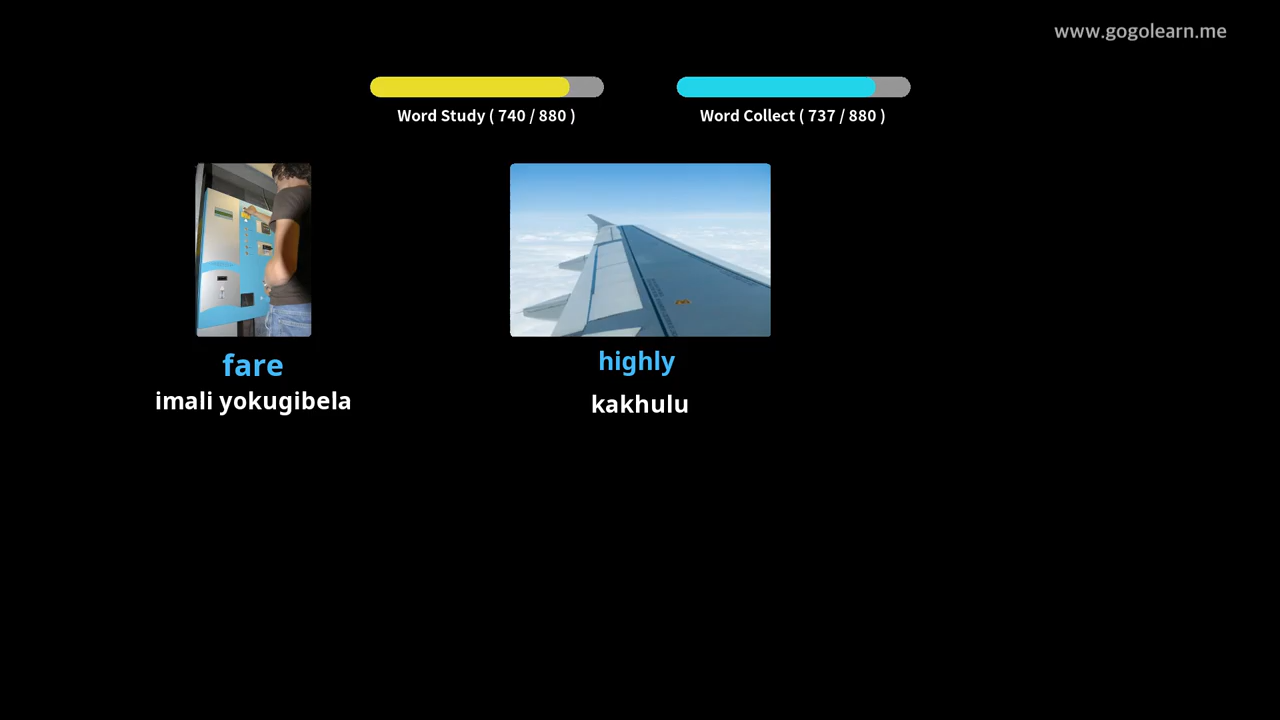 www.gogolearn.me
Word Study ( 740 / 880 )
Word Collect ( 737 / 880 )
fare
imali yokugibela
highly
kakhulu